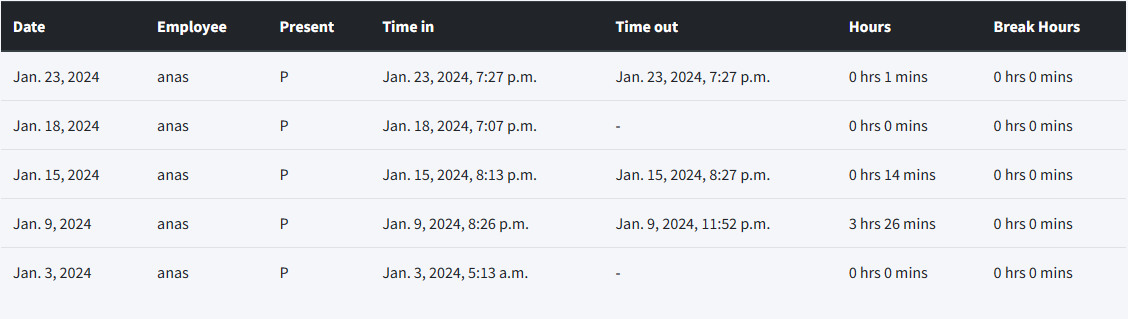 Date Employee Present Time in Time out Hours Break Hours
Jan. 23, 2024 anas P Jan. 23, 2024, 7:27 p.m. Jan. 23, 2024, 7:27 p.m. 0 hrs 1 mins 0 hrs 0 mins
Jan. 18, 2024 anas P Jan. 18, 2024, 7:07 p.m. - 0 hrs 0 mins 0 hrs 0 mins
Jan. 15, 2024 anas P Jan. 15, 2024, 8:13 p.m. Jan. 15, 2024, 8:27 p.m. 0 hrs 14 mins 0 hrs 0 mins
Jan. 9, 2024 anas P Jan. 9, 2024, 8:26 p.m. Jan. 9, 2024, 11:52 p.m. 3 hrs 26 mins 0 hrs 0 mins
Jan. 3, 2024 anas P Jan. 3, 2024, 5:13 a.m. - 0 hrs 0 mins 0 hrs 0 mins